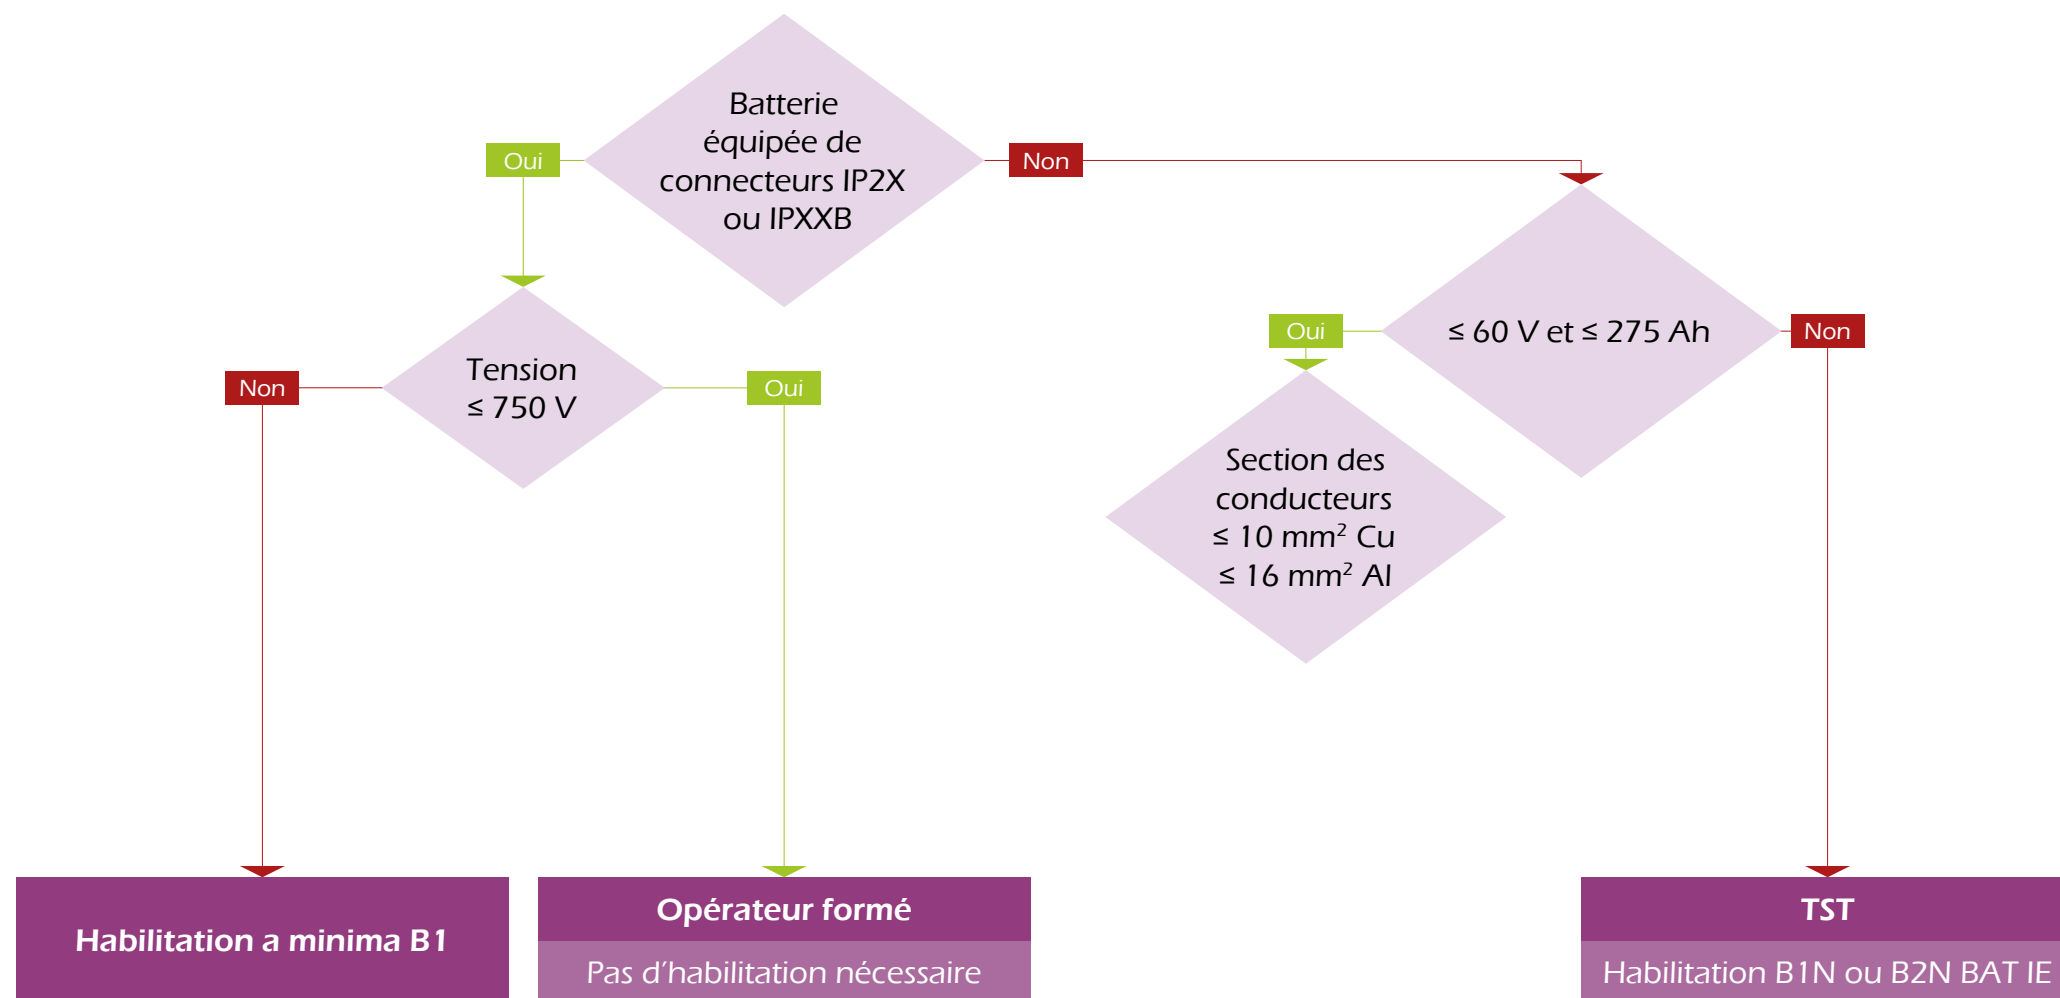 Batterie
équipée de
connecteurs IP2X
ou IPXXB
Oui
Non
Tension
≤ 750 V
Non
Oui
≤ 60 V et ≤ 275 Ah
Oui
Non
Section des
conducteurs
≤ 10 mm² Cu
≤ 16 mm² Al
Habilitation a minima B1
Opérateur formé
Pas d’habilitation nécessaire
TST
Habilitation B1N ou B2N BAT IE